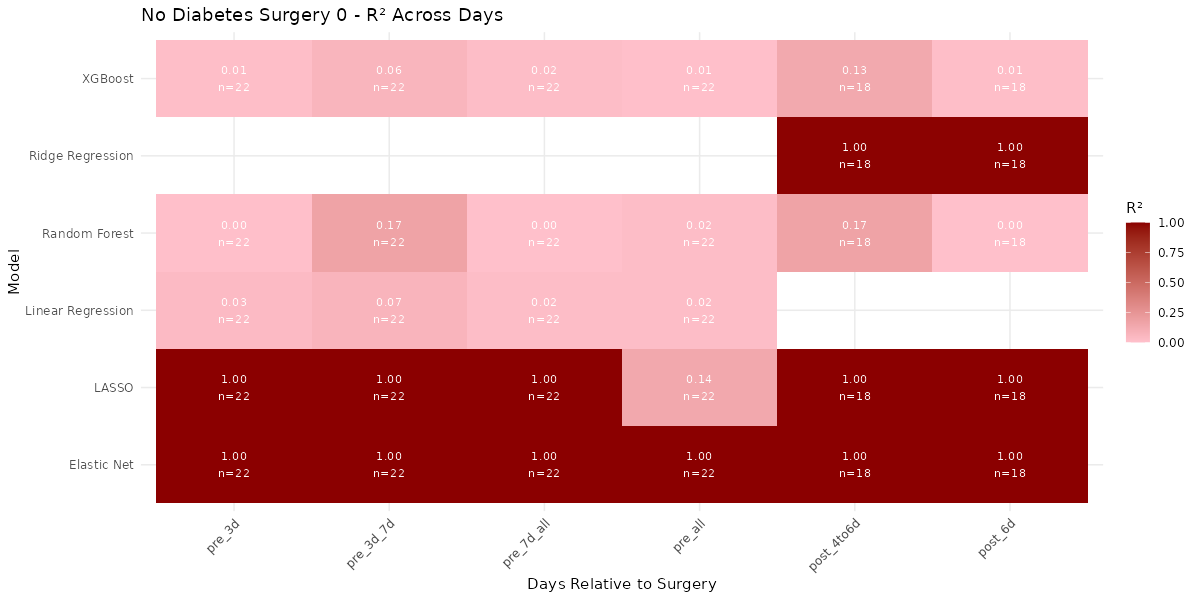 No Diabetes Surgery 0 - R² Across Days
Model
XGBoost
0.01 0.06 0.02 0.01 0.13 0.01
n=22 n=22 n=22 n=22 n=18 n=18
Ridge Regression
1.00 1.00
n=18 n=18
Random Forest
0.00 0.17 0.00 0.02 0.17 0.00
n=22 n=22 n=22 n=22 n=18 n=18
Linear Regression
0.03 0.07 0.02 0.02
n=22 n=22 n=22 n=22
LASSO
1.00 1.00 1.00 0.14 1.00 1.00
n=22 n=22 n=22 n=22 n=18 n=18
Elastic Net
1.00 1.00 1.00 1.00 1.00 1.00
n=22 n=22 n=22 n=22 n=18 n=18
pre_3d pre_3d_7d pre_7d_all pre_all post_4to6d post_6d
Days Relative to Surgery
R²
1.00
0.75
0.50
0.25
0.00